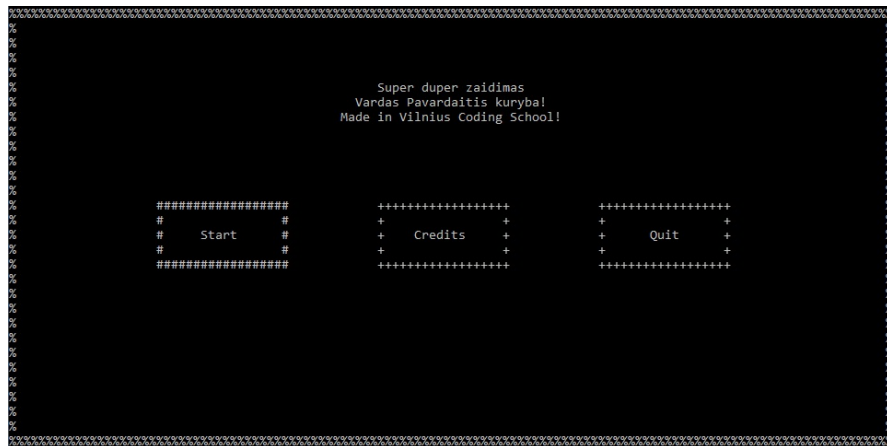 Super duper zaidimas
Vardas Pavardaitis kuryba!
Made in Vilnius Coding School!
Start
Credits
Quit